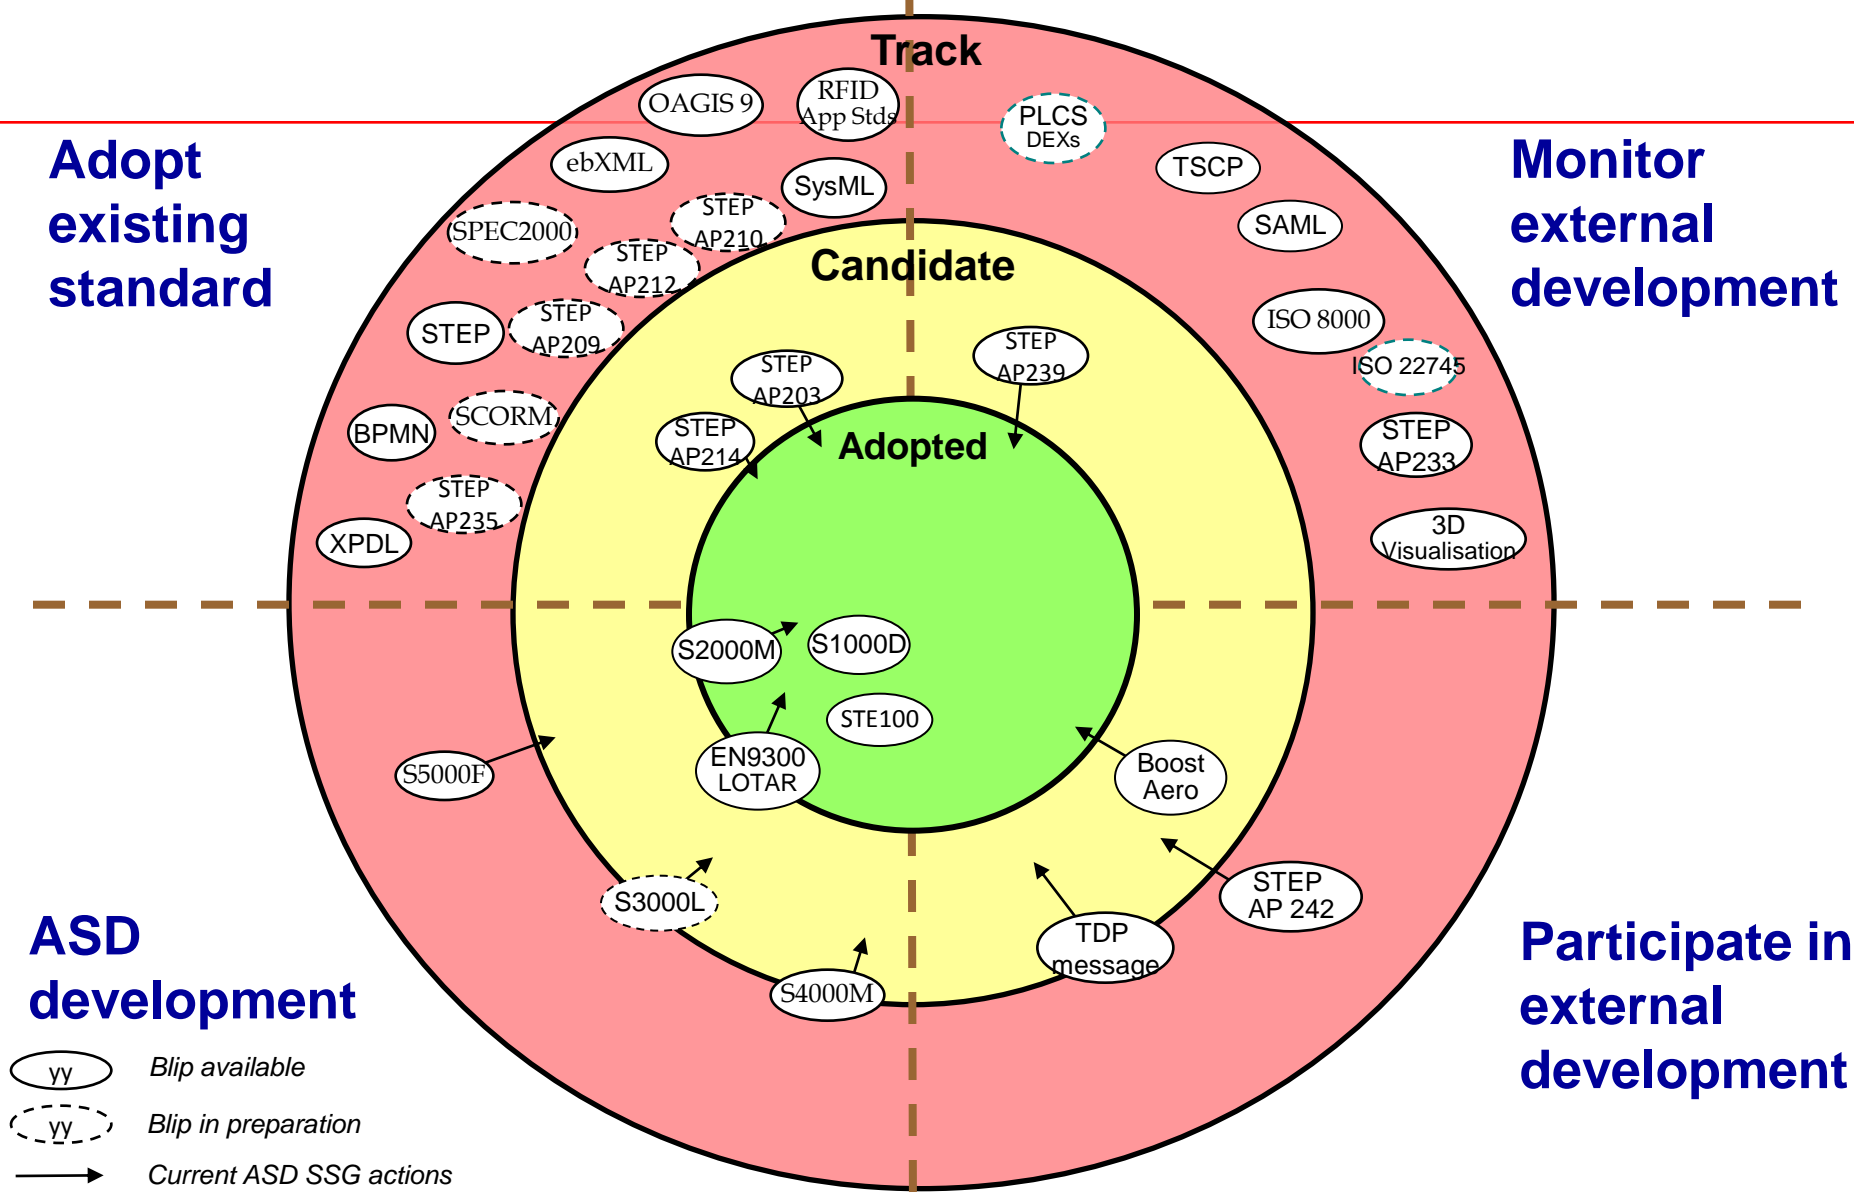 Track
OAGIS 9
RFID
App Stds
PLCS
DEXs
Adopt
existing
standard
ebXML
SysML
TSCP
Monitor
external
development
SPEC2000
STEP
AP210
SAML
STEP
AP212
Candidate
STEP
STEP
AP209
ISO 8000
ISO 22745
STEP
AP203
STEP
AP239
BPMN
SCORM
STEP
AP214
Adopted
STEP
AP233
STEP
AP235
XPDL
3D
Visualisation
S2000M
S1000D
STE100
S5000F
EN9300
LOTAR
Boost
Aero
S3000L
STEP
AP 242
TDP
message
S4000M
ASD
development
Participate in
external
development
yy
Blip available
yy
Blip in preparation
Current ASD SSG actions